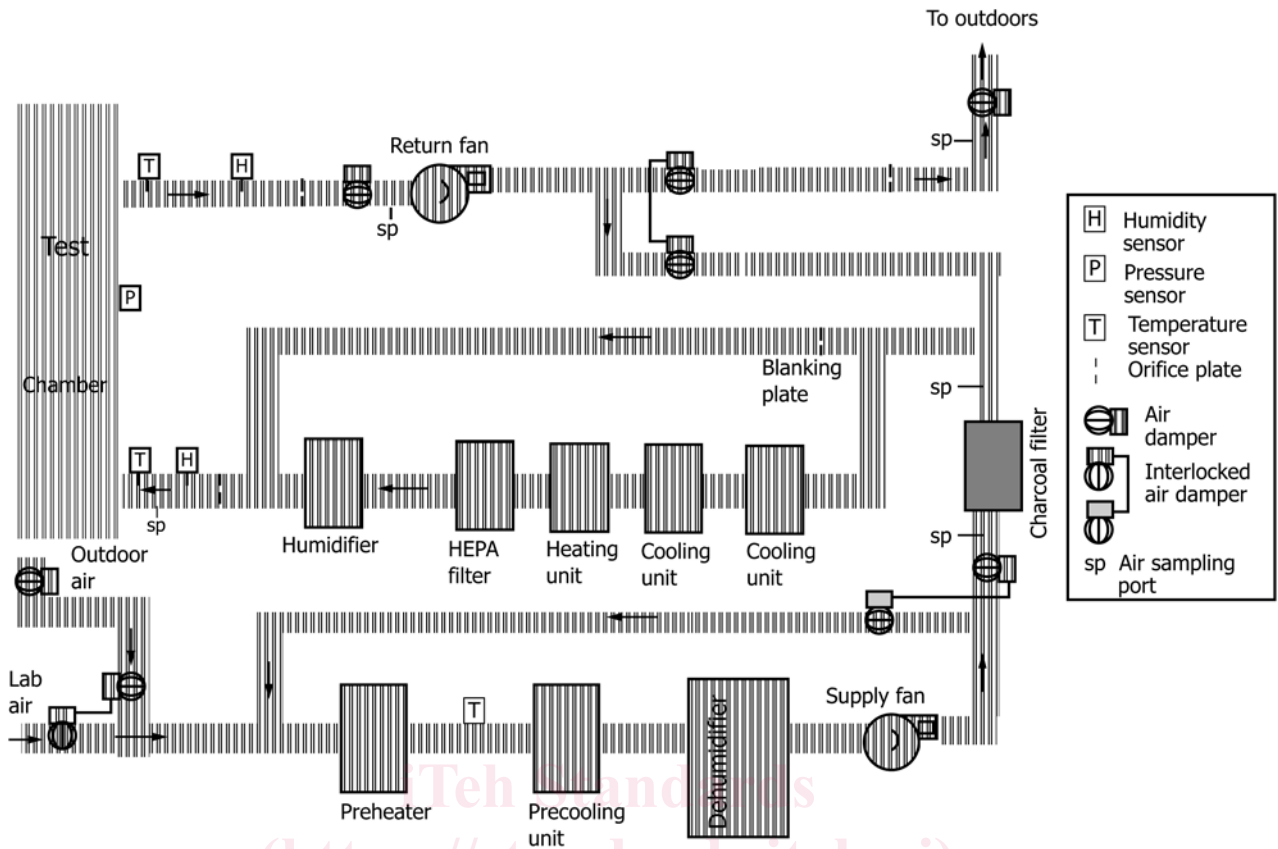 To outdoors
sp
Return fan
T
H
sp
Test
P
Chamber
Blanking
plate
sp
Charcoal filter
T
H
sp
Humidifier
HEPA
filter
Heating
unit
Cooling
unit
Cooling
unit
sp
Outdoor
air
Lab
air
T
Supply fan
Preheater
Precooling
unit
Dehumidifier
H
Humidity
sensor
P
Pressure
sensor
T
Temperature
sensor
Orifice plate
Air
damper
Interlocked
air damper
sp Air sampling
port
iTeh Standards